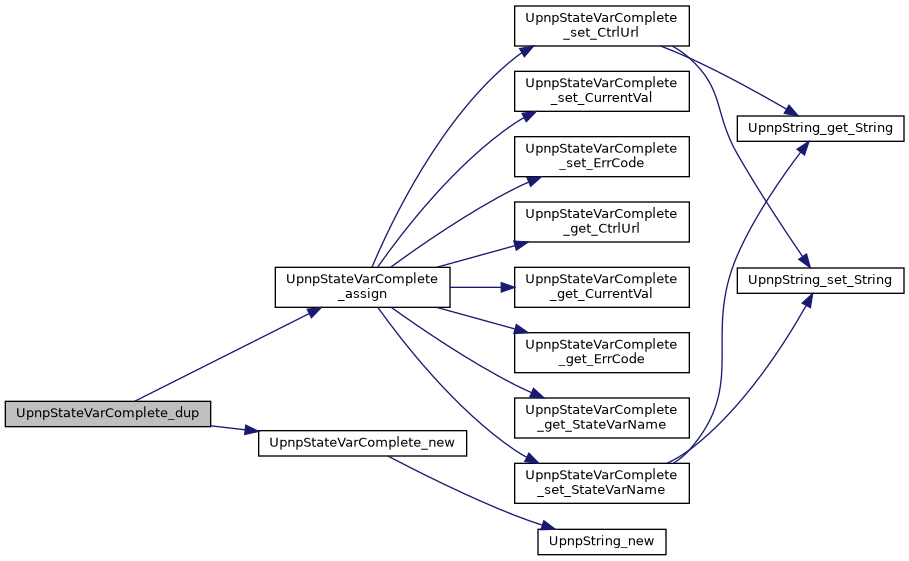 UpnpStateVarComplete
_set_CtrlUrl
UpnpStateVarComplete
_set_CurrentVal
UpnpString_get_String
UpnpStateVarComplete
_set_ErrCode
UpnpStateVarComplete
_get_CtrlUrl
UpnpStateVarComplete
_assign
UpnpStateVarComplete
_get_CurrentVal
UpnpString_set_String
UpnpStateVarComplete
_get_ErrCode
UpnpStateVarComplete_dup
UpnpStateVarComplete
_get_StateVarName
UpnpStateVarComplete_new
UpnpStateVarComplete
_set_StateVarName
UpnpString_new